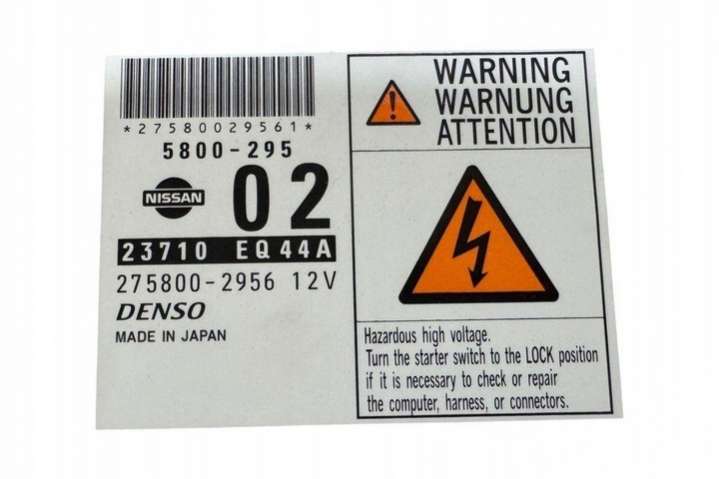 *27580029561*
5800-295
NISSAN
02
23710 EQ44A
275800-2956 12V
DENSO
MADE IN JAPAN
!
WARNING
WARNUNG
ATTENTION
Hazardous high voltage.
Turn the starter switch to the LOCK position
if it is necessary to check or repair
the computer, harness, or connectors.